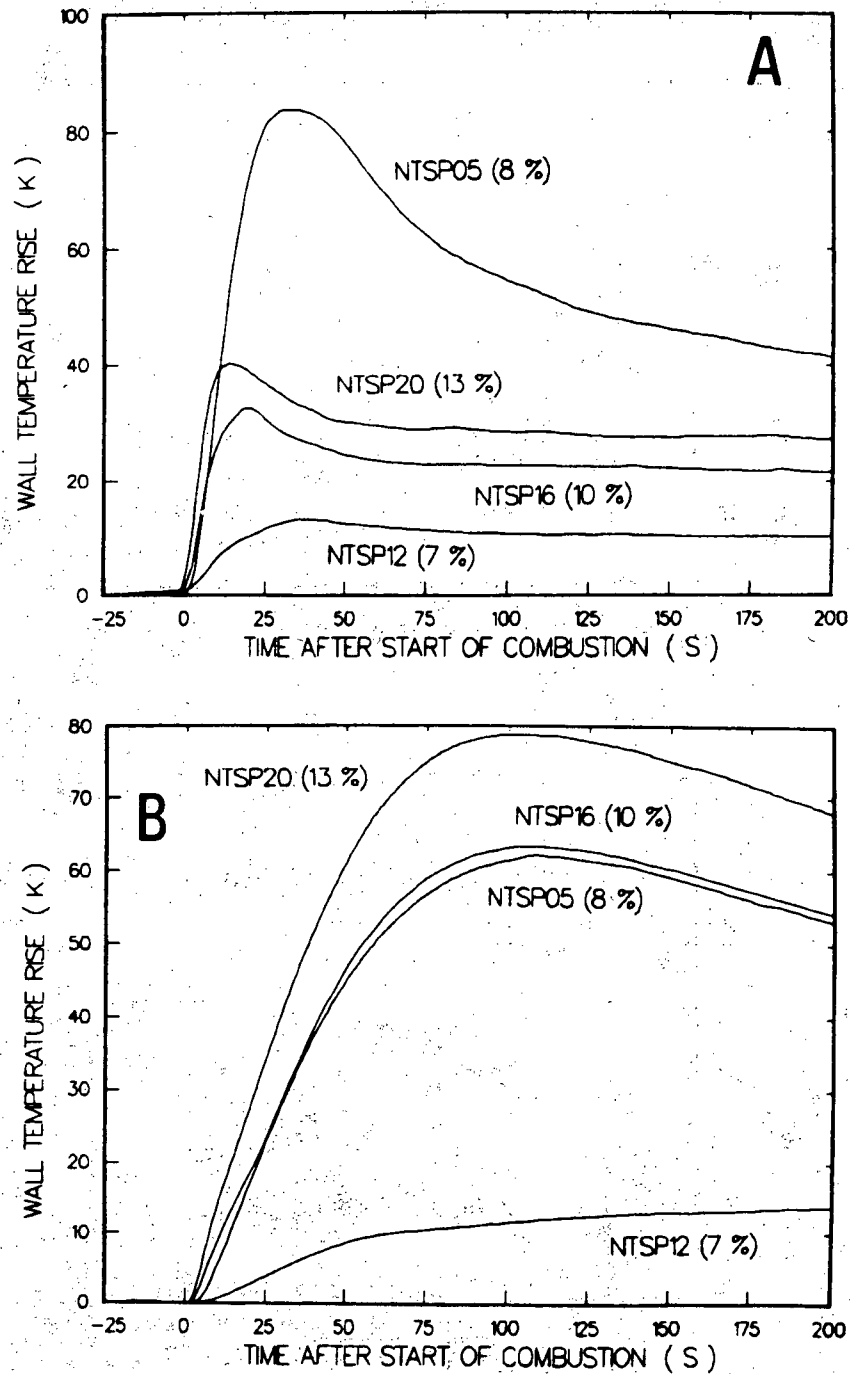 A
100
80
60
40
20
0
WALL TEMPERATURE RISE ( K )
NTSP05 (8 %)
NTSP20 (13 %)
NTSP16 (10 %)
NTSP12 (7 %)
-25 0 25 50 75 100 125 150 175 200
TIME AFTER START OF COMBUSTION ( S )
B
80
70
60
50
40
30
20
10
0
WALL TEMPERATURE RISE ( K )
NTSP20 (13 %)
NTSP16 (10 %)
NTSP05 (8 %)
NTSP12 (7 %)
-25 0 25 50 75 100 125 150 175 200
TIME AFTER START OF COMBUSTION ( S )